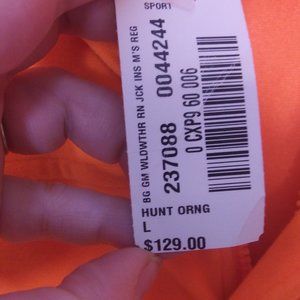 SPORT
BG GM WLDWTHR RN JCK INS M'S REG
237088 0044244
0 CXP9 60 006
HUNT ORNG
L
$129.00